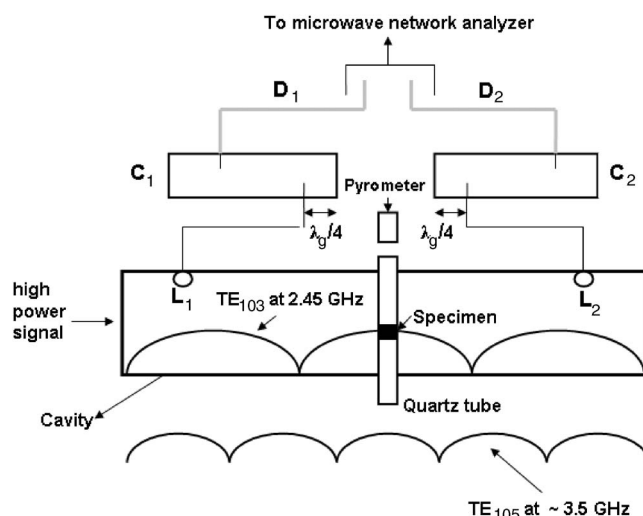 To microwave network analyzer
D1 D2
C1 C2
Pyrometer
λg/4 λg/4
high
power
signal
L1 L2
TE103 at 2.45 GHz
Specimen
Quartz tube
Cavity
TE105 at ~ 3.5 GHz